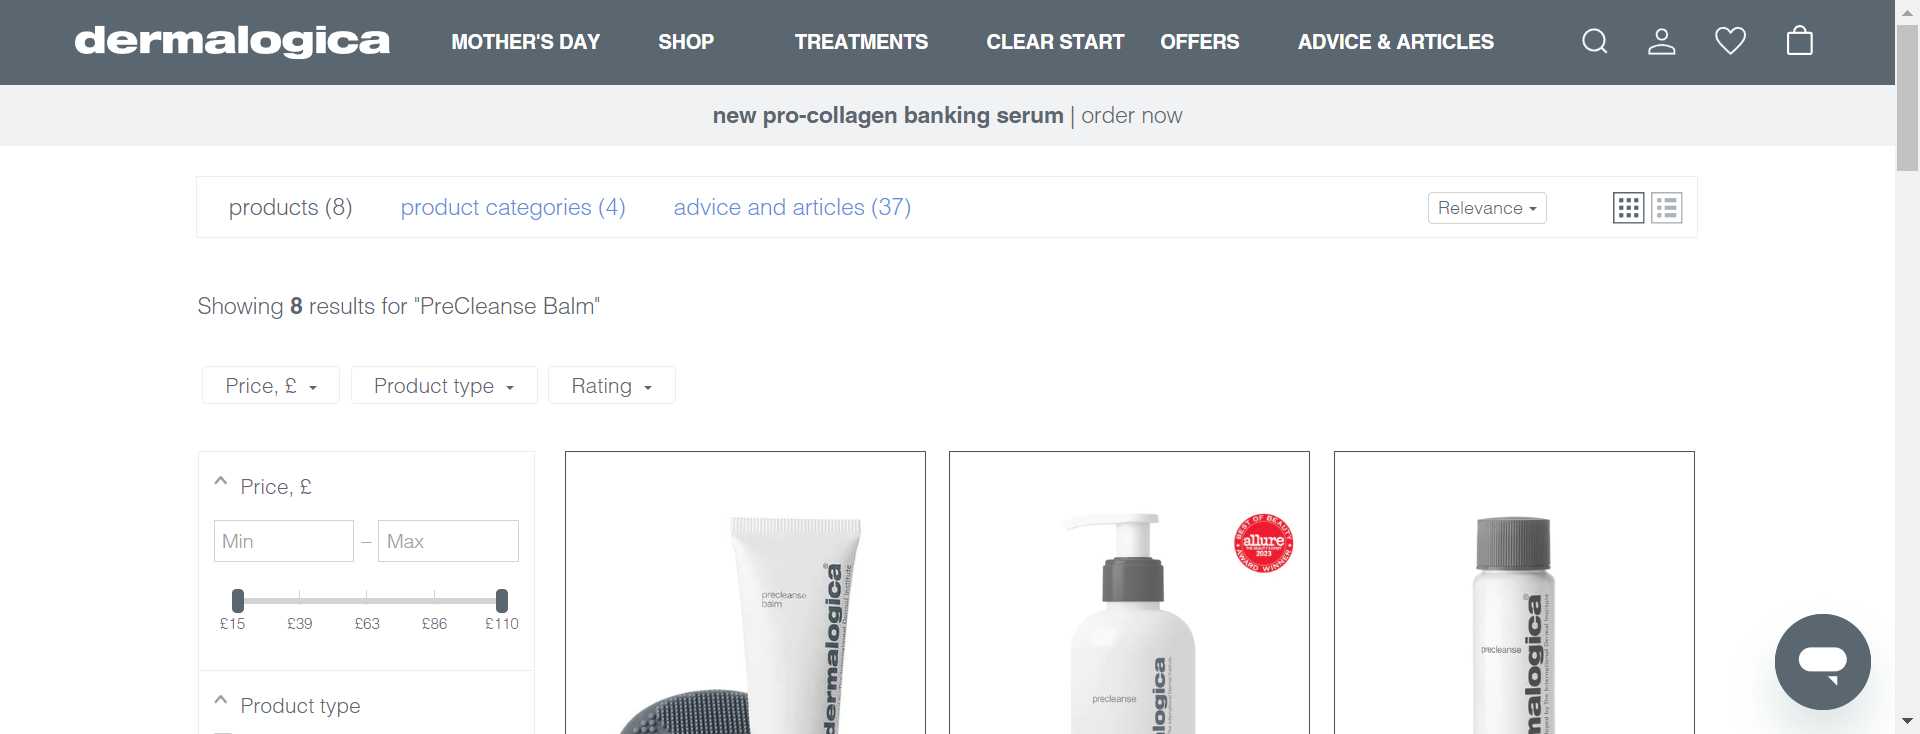 dermalogica
MOTHER'S DAY SHOP TREATMENTS CLEAR START OFFERS ADVICE & ARTICLES
new pro-collagen banking serum | order now
products (8) product categories (4) advice and articles (37) Relevance
Showing 8 results for "PreCleanse Balm"
Price, £ Product type Rating
Price, £
Min – Max
£15 £39 £63 £86 £110
Product type
precleanse
balm
dermalogica
BEST OF BEAUTY
allure
THE BEAUTY EXPERT
2023
AWARD WINNER
precleanse
precleanse